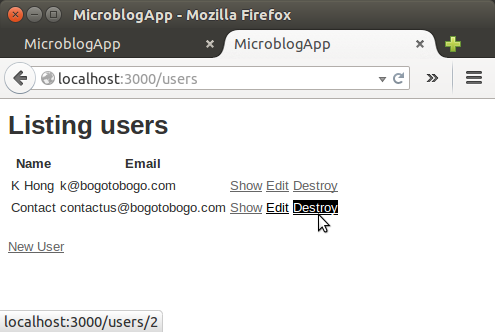 MicroblogApp - Mozilla Firefox
MicroblogApp MicroblogApp
localhost:3000/users
Listing users
Name Email
K Hong k@bogotobogo.com Show Edit Destroy
Contact contactus@bogotobogo.com Show Edit Destroy
New User
localhost:3000/users/2